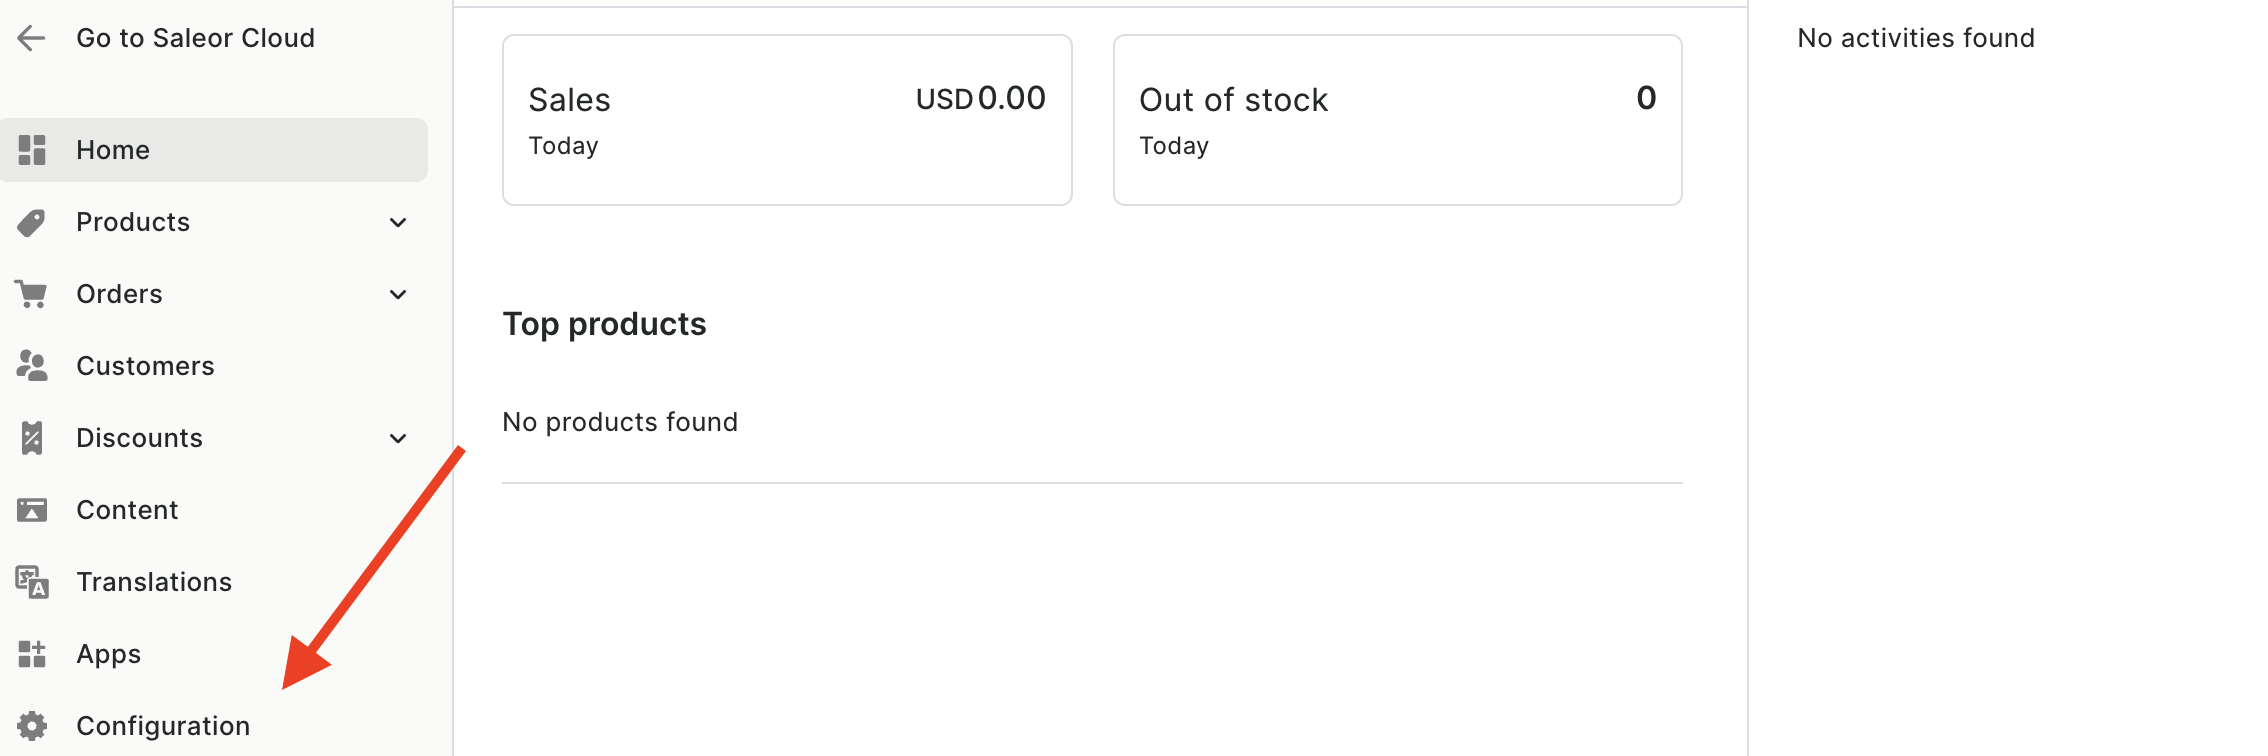 Go to Saleor Cloud
Home
Products
Orders
Customers
Discounts
Content
Translations
Apps
Configuration
Sales
USD 0.00
Today
Out of stock
0
Today
Top products
No products found
No activities found